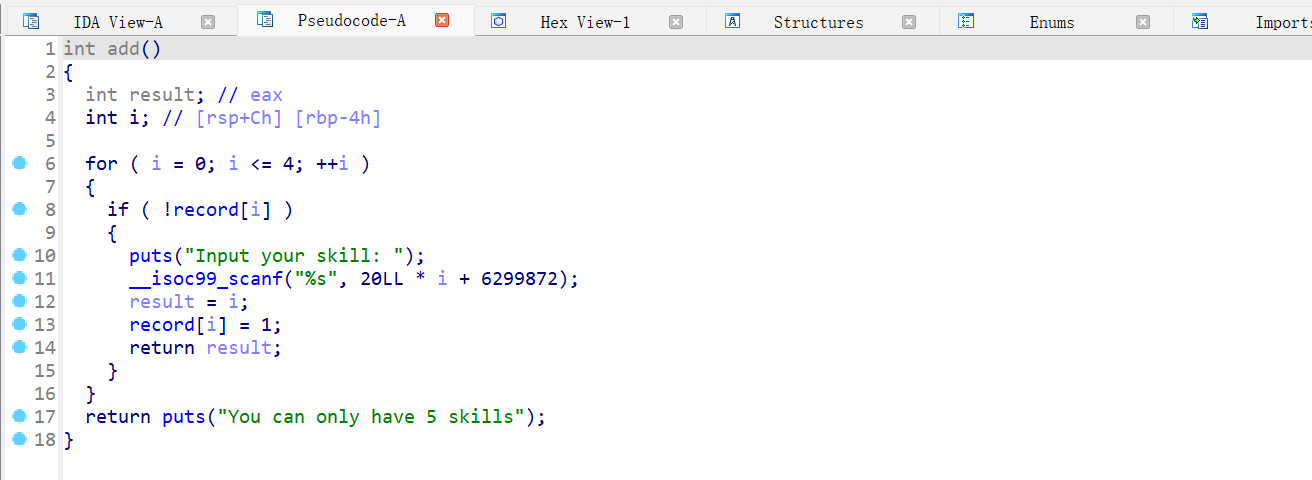 IDA View-A Pseudocode-A Hex View-1 Structures Enums Imports
1 int add()
2 {
3   int result; // eax
4   int i; // [rsp+Ch] [rbp-4h]
5
6   for ( i = 0; i <= 4; ++i )
7   {
8     if ( !record[i] )
9     {
10       puts("Input your skill: ");
11       __isoc99_scanf("%s", 20LL * i + 6299872);
12       result = i;
13       record[i] = 1;
14       return result;
15     }
16   }
17   return puts("You can only have 5 skills");
18 }